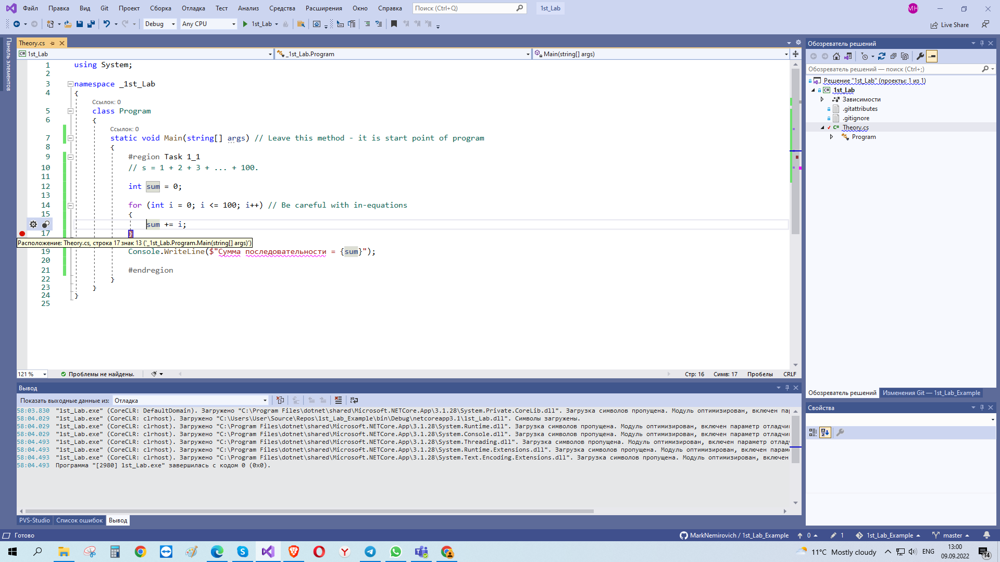 Файл Правка Вид Git Проект Сборка Отладка Тест Анализ Средства Расширения Окно Справка Поиск (Ctrl+Q) 1st_Lab MH
Debug Any CPU 1st_Lab Live Share
Панель элементов
Theory.cs
1st_Lab _1st_Lab.Program Main(string[] args)
1 using System;
2
3 namespace _1st_Lab
4 {
Ссылок: 0
5 class Program
6 {
Ссылок: 0
7 static void Main(string[] args) // Leave this method - it is start point of program
8 {
9 #region Task 1_1
10 // s = 1 + 2 + 3 + ... + 100.
11
12 int sum = 0;
13
14 for (int i = 0; i <= 100; i++) // Be careful with in-equations
15 {
sum += i;
17 }
Расположение: Theory.cs, строка 17 знак 13 ('_1st_Lab.Program.Main(string[] args)')
19 Console.WriteLine($"Сумма последовательности = {sum}");
20
21 #endregion
22 }
23 }
24 }
25
121 % Проблемы не найдены. Стр: 16 Симв: 17 Пробелы CRLF
Вывод
Показать выходные данные из: Отладка
58:03.830 "1st_Lab.exe" (CoreCLR: DefaultDomain). Загружено "C:\Program Files\dotnet\shared\Microsoft.NETCore.App\3.1.28\System.Private.CoreLib.dll". Загрузка символов пропущена. Модуль оптимизирован, включен пар
58:04.029 "1st_Lab.exe" (CoreCLR: clrhost). Загружено "C:\Users\User\Source\Repos\1st_Lab_Example\bin\Debug\netcoreapp3.1\1st_Lab.dll". Символы загружены.
58:04.029 "1st_Lab.exe" (CoreCLR: clrhost). Загружено "C:\Program Files\dotnet\shared\Microsoft.NETCore.App\3.1.28\System.Runtime.dll". Загрузка символов пропущена. Модуль оптимизирован, включен параметр отладчи
58:04.029 "1st_Lab.exe" (CoreCLR: clrhost). Загружено "C:\Program Files\dotnet\shared\Microsoft.NETCore.App\3.1.28\System.Console.dll". Загрузка символов пропущена. Модуль оптимизирован, включен параметр отладчи
58:04.493 "1st_Lab.exe" (CoreCLR: clrhost). Загружено "C:\Program Files\dotnet\shared\Microsoft.NETCore.App\3.1.28\System.Threading.dll". Загрузка символов пропущена. Модуль оптимизирован, включен параметр отлад
58:04.493 "1st_Lab.exe" (CoreCLR: clrhost). Загружено "C:\Program Files\dotnet\shared\Microsoft.NETCore.App\3.1.28\System.Runtime.Extensions.dll". Загрузка символов пропущена. Модуль оптимизирован, включен парам
58:04.493 "1st_Lab.exe" (CoreCLR: clrhost). Загружено "C:\Program Files\dotnet\shared\Microsoft.NETCore.App\3.1.28\System.Text.Encoding.Extensions.dll". Загрузка символов пропущена. Модуль оптимизирован, включен
58:04.493 Программа "[2980] 1st_Lab.exe" завершилась с кодом 0 (0x0).
PVS-Studio Список ошибок Вывод
Обозреватель решений
Обозреватель решений — поиск (Ctrl+;)
Решение "1st_Lab" (проекты: 1 из 1)
1st_Lab
Зависимости
.gitattributes
.gitignore
Theory.cs
Program
Обозреватель решений Изменения Git — 1st_Lab_Example
Свойства
Готово MarkNemirovich / 1st_Lab_Example 0 1 1st_Lab_Example master
11°C Mostly cloudy ENG 13:00
09.09.2022 14